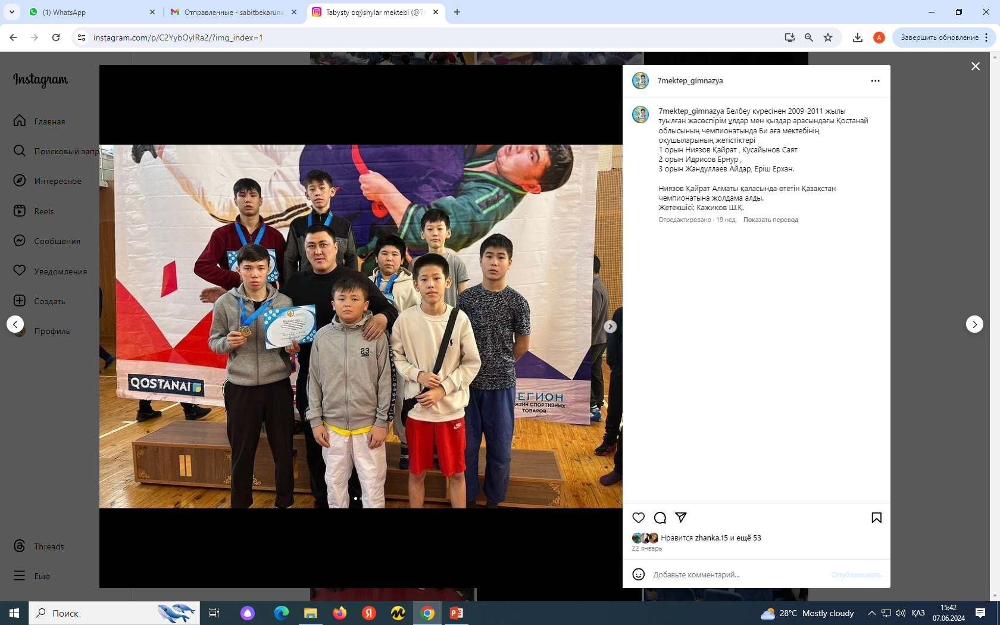 (1) WhatsApp
Отправленные - sabitbekaruna
Tabysty oqýshylar mektebi (@7m
instagram.com/p/C2YybOyIRa2/?img_index=1
A
Завершить обновление
Instagram
Главная
Поисковый запр
Интересное
Reels
Сообщения
Уведомления
Создать
Профиль
Threads
Ещё
23
JORDAN
QOSTANAI
ЕГИОН
АЗИН СПОРТИВНЫХ
ТОВАРОВ
7mektep_gimnazya
7mektep_gimnazya Белбеу күресінен 2009-2011 жылы
туылған жасөспірім ұлдар мен қыздар арасындағы Қостанай
облысының чемпионатында Би аға мектебінің
оқушыларының жетістіктері
1 орын Ниязов Қайрат , Кусайынов Саят
2 орын Идрисов Ернур ,
3 орын Жандуллаев Айдар, Еріш Ерхан.
Ниязов Қайрат Алматы қаласында өтетін Қазақстан
чемпионатына жолдама алды.
Жетекшісі: Кажиков Ш.Қ.
Отредактировано · 19 нед. Показать перевод
Нравится zhanka.15 и ещё 53
22 январь
Добавьте комментарий...
Опубликовать
Поиск
28°C Mostly cloudy
ҚАЗ
15:42
07.06.2024